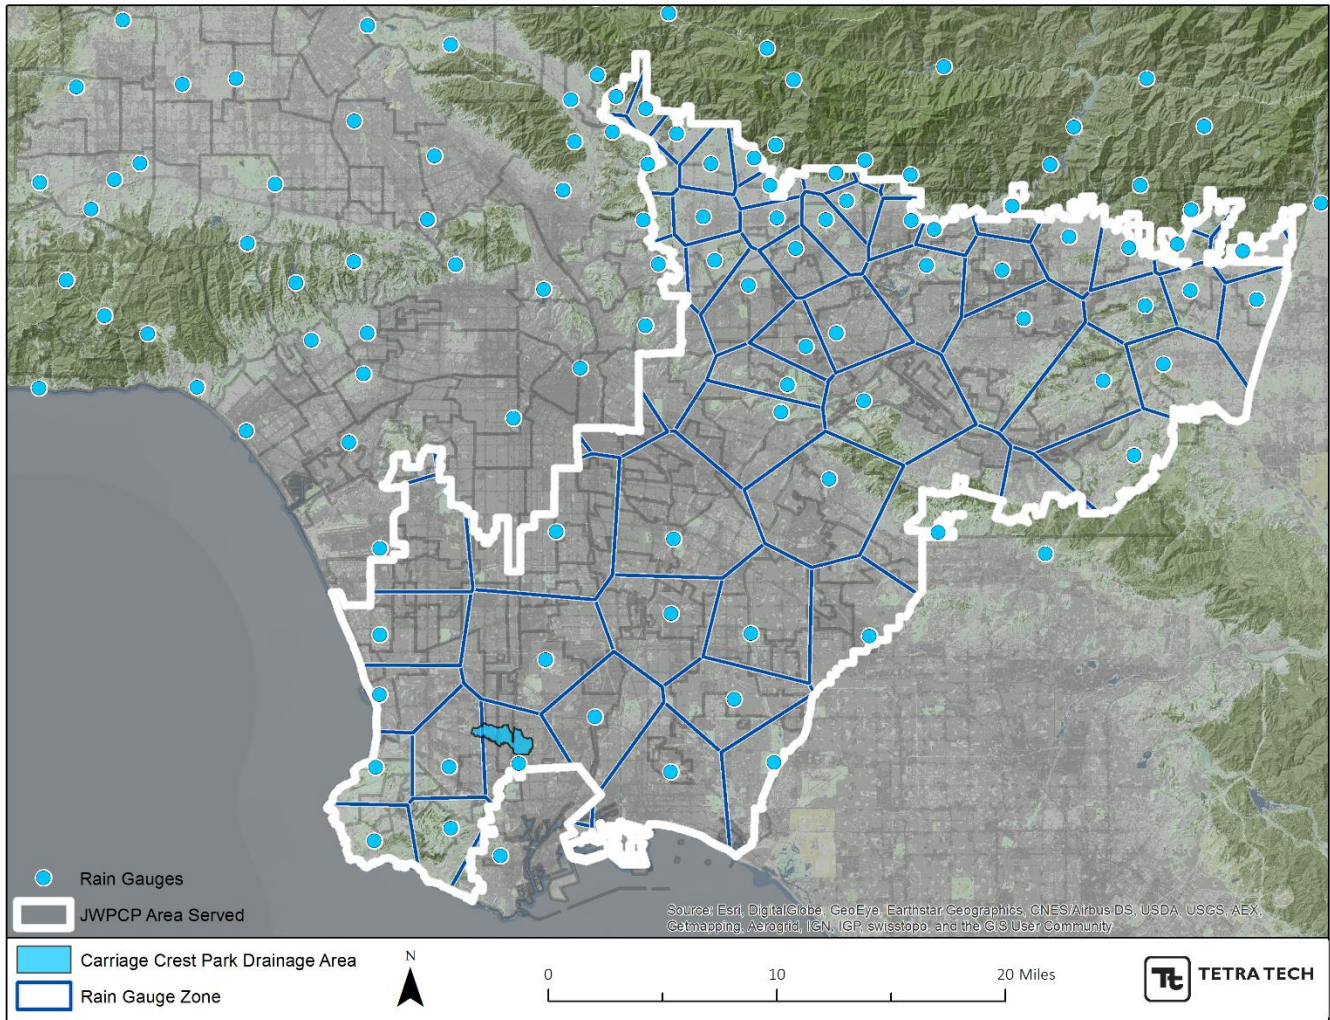 Rain Gauges
JWPCP Area Served
Source: Esri, DigitalGlobe, GeoEye, Earthstar Geographics, CNES/Airbus DS, USDA, USGS, AEX,
Getmapping, Aerogrid, IGN, IGP, swisstopo, and the GIS User Community
Carriage Crest Park Drainage Area
Rain Gauge Zone
N
0 10 20 Miles
Tt TETRA TECH